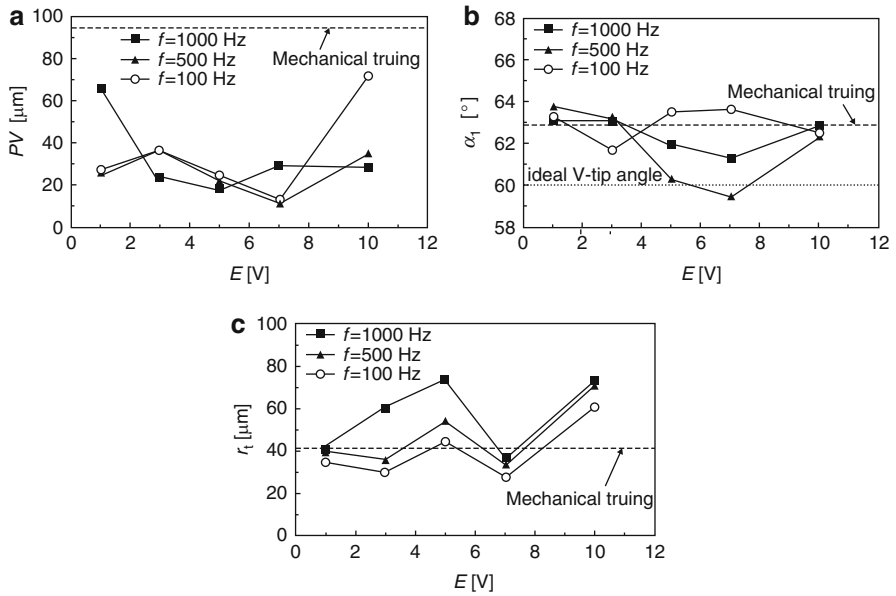 a
PV [μm]
100
80
60
40
20
0
f=1000 Hz
f=500 Hz
f=100 Hz
Mechanical truing
0 2 4 6 8 10 12
E [V]
b
α1 [°]
68
66
64
62
60
58
f=1000 Hz
f=500 Hz
f=100 Hz
Mechanical truing
ideal V-tip angle
0 2 4 6 8 10 12
E [V]
c
rt [μm]
100
80
60
40
20
0
f=1000 Hz
f=500 Hz
f=100 Hz
Mechanical truing
0 2 4 6 8 10 12
E [V]